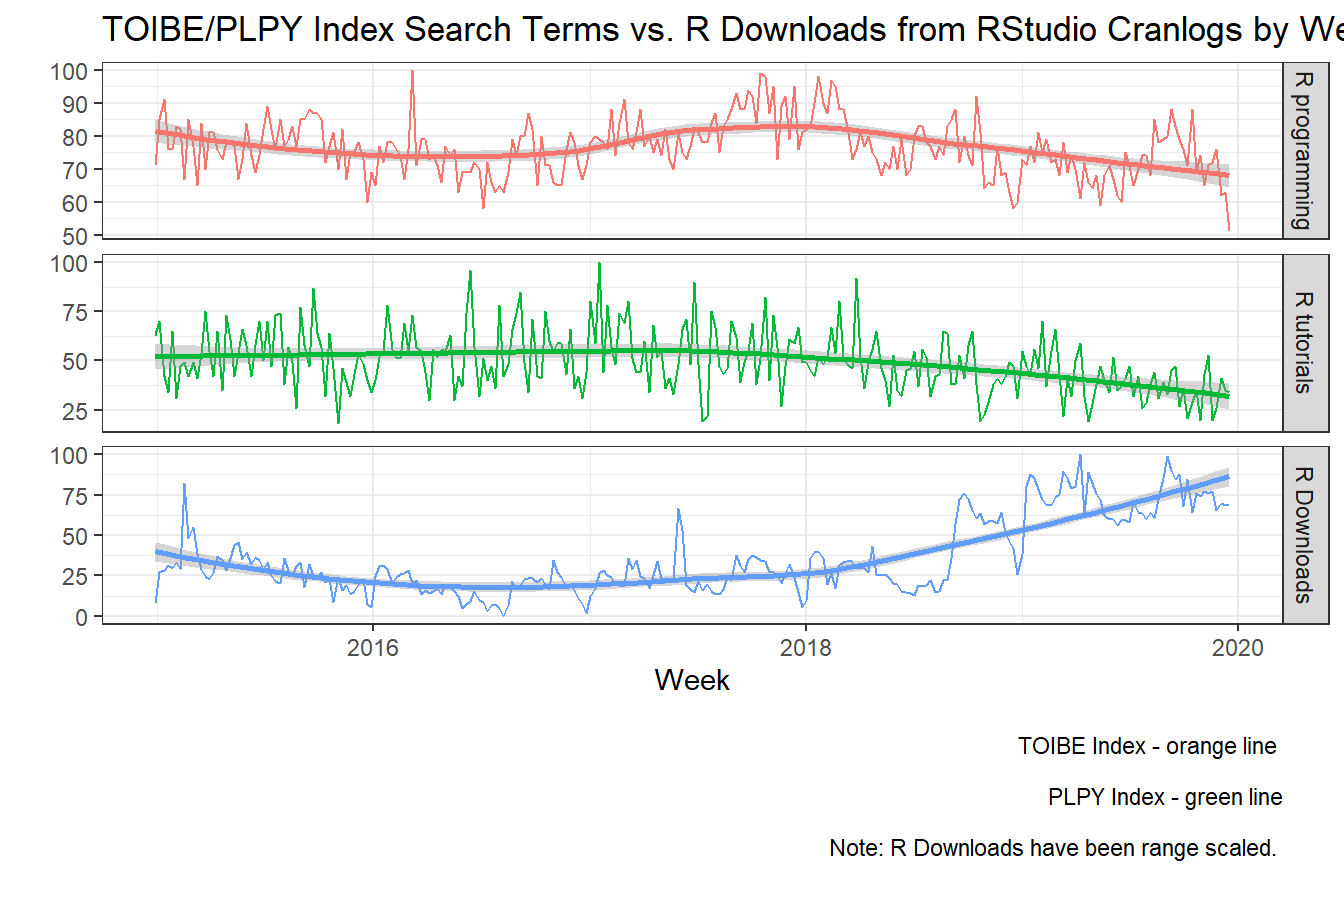 TOIBE/PLPY Index Search Terms vs. R Downloads from RStudio Cranlogs by We
100
90
80
70
60
50
R programming
100
75
50
25
R tutorials
100
75
50
25
0
R Downloads
2016
2018
2020
Week
TOIBE Index - orange line
PLPY Index - green line
Note: R Downloads have been range scaled.